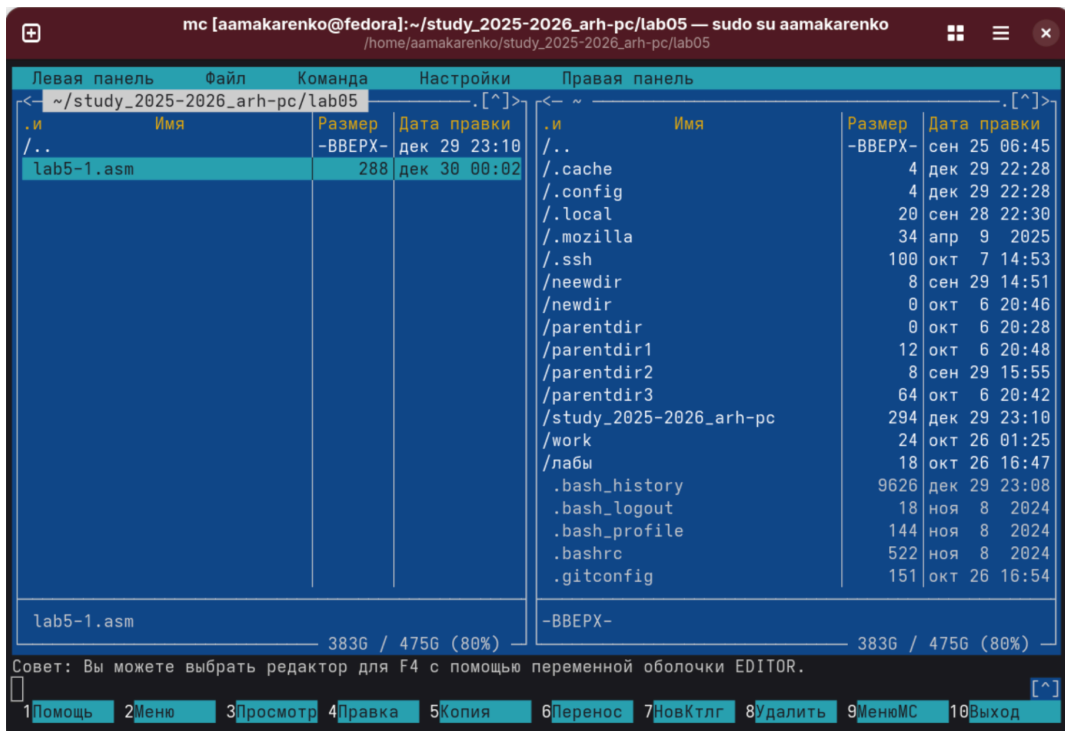 mc [aamakarenko@fedora]:~/study_2025-2026_arh-pc/lab05 — sudo su aamakarenko
/home/aamakarenko/study_2025-2026_arh-pc/lab05
Левая панель Файл Команда Настройки Правая панель
<— ~/study_2025-2026_arh-pc/lab05 .[^]>
.и Имя Размер Дата правки
/.. -ВВЕРХ- дек 29 23:10
lab5-1.asm 288 дек 30 00:02
lab5-1.asm
383G / 475G (80%)
<— ~ .[^]>
.и Имя Размер Дата правки
/.. -ВВЕРХ- сен 25 06:45
/.cache 4 дек 29 22:28
/.config 4 дек 29 22:28
/.local 20 сен 28 22:30
/.mozilla 34 апр 9 2025
/.ssh 100 окт 7 14:53
/neewdir 8 сен 29 14:51
/newdir 0 окт 6 20:46
/parentdir 0 окт 6 20:28
/parentdir1 12 окт 6 20:48
/parentdir2 8 сен 29 15:55
/parentdir3 64 окт 6 20:42
/study_2025-2026_arh-pc 294 дек 29 23:10
/work 24 окт 26 01:25
/лабы 18 окт 26 16:47
.bash_history 9626 дек 29 23:08
.bash_logout 18 ноя 8 2024
.bash_profile 144 ноя 8 2024
.bashrc 522 ноя 8 2024
.gitconfig 151 окт 26 16:54
-ВВЕРХ-
383G / 475G (80%)
Совет: Вы можете выбрать редактор для F4 с помощью переменной оболочки EDITOR.
[^]
1Помощь 2Меню 3Просмотр 4Правка 5Копия 6Перенос 7НовКтлг 8Удалить 9МенюМС 10Выход